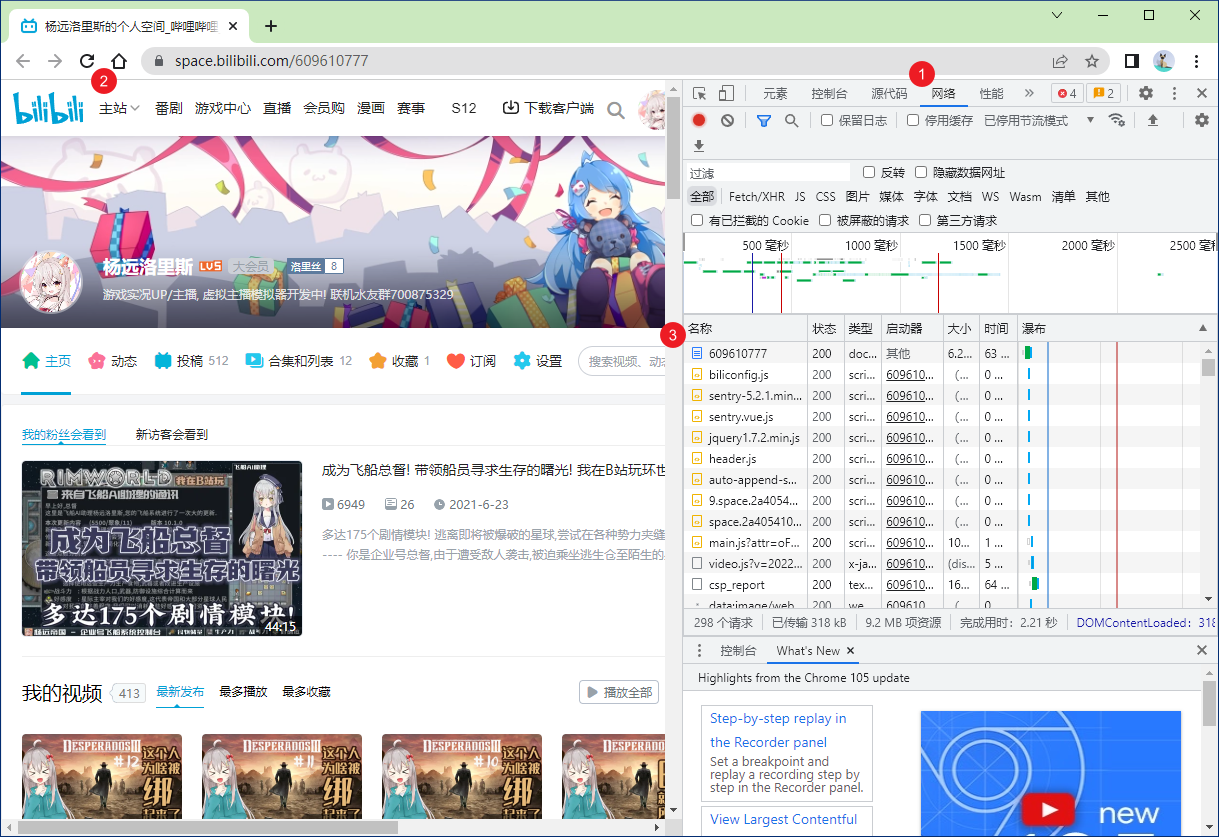 杨远洛里斯的个人空间_哔哩哔哩
space.bilibili.com/609610777
1
2
bilibili
主站
番剧
游戏中心
直播
会员购
漫画
赛事
S12
下载客户端
杨远洛里斯
LV5
大会员
洛里丝 8
游戏实况UP/主播, 虚拟主播模拟器开发中! 联机水友群700875329
主页
动态
投稿 512
合集和列表 12
收藏 1
订阅
设置
搜索视频、动态
我的粉丝会看到
新访客会看到
RIMWORLD
我在B站玩
飞船AI助理
来自飞船AI助理的通讯
成为飞船总督
带领船员寻求生存的曙光
多达175个剧情模块!
44:15
成为飞船总督! 带领船员寻求生存的曙光! 我在B站玩环世
6949
26
2021-6-23
多达175个剧情模块! 逃离即将被爆破的星球,尝试在各种势力夹缝
---- 你是企业号总督,由于遭受敌人袭击,被迫乘坐逃生仓至陌生的
我的视频
413
最新发布
最多播放
最多收藏
播放全部
DESPERADOS III
#12
这个人为啥被绑起来了
DESPERADOS III
#11
这个人为啥被绑起来了
DESPERADOS III
#10
这个人为啥被绑起来了
DESPERADOS
元素
控制台
源代码
网络
性能
4
2
保留日志
停用缓存
已停用节流模式
过滤
反转
隐藏数据网址
全部
Fetch/XHR
JS
CSS
图片
媒体
字体
文档
WS
Wasm
清单
其他
有已拦截的 Cookie
被屏蔽的请求
第三方请求
500 毫秒
1000 毫秒
1500 毫秒
2000 毫秒
2500 毫秒
3
名称 状态 类型 启动器 大小 时间 瀑布
609610777 200 doc... 其他 6.2... 63 ...
biliconfig.js 200 scri... 609610... (... 0 ...
sentry-5.2.1.min... 200 scri... 609610... (... 0 ...
sentry.vue.js 200 scri... 609610... (... 0 ...
jquery1.7.2.min.js 200 scri... 609610... (... 0 ...
header.js 200 scri... 609610... (... 0 ...
auto-append-s... 200 scri... 609610... (... 0 ...
9.space.2a4054... 200 scri... 609610... (... 0 ...
space.2a405410... 200 scri... 609610... (... 0 ...
main.js?attr=oF... 200 scri... 609610... 10... 1 ...
video.js?v=2022... 200 x-ja... 609610... (dis... 5 ...
csp_report 200 tex... 609610... 16... 64 ...
data:image/web... 200 we... 609610... (... 0 ...
298 个请求
已传输 318 kB
9.2 MB 项资源
完成用时：2.21 秒
DOMContentLoaded: 318
控制台
What's New
Highlights from the Chrome 105 update
Step-by-step replay in
the Recorder panel
Set a breakpoint and
replay a recording step by
step in the Recorder panel.
View Largest Contentful
new